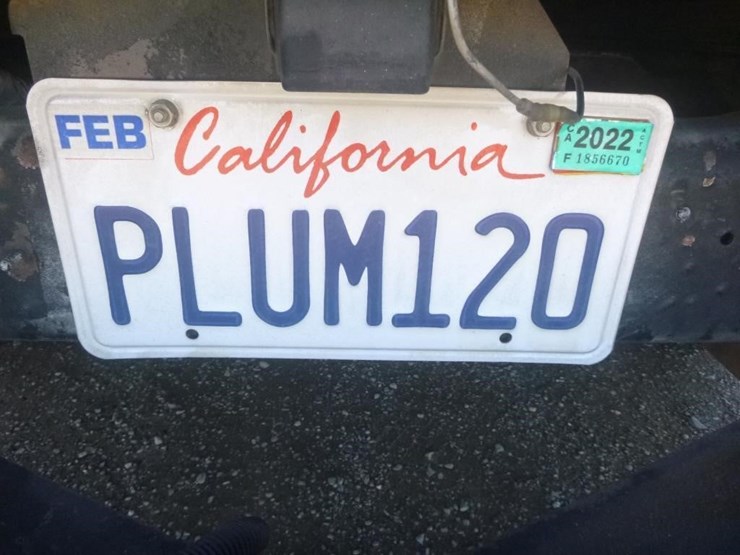 FEB
California
CA 2022
F 1856670
PLUM120